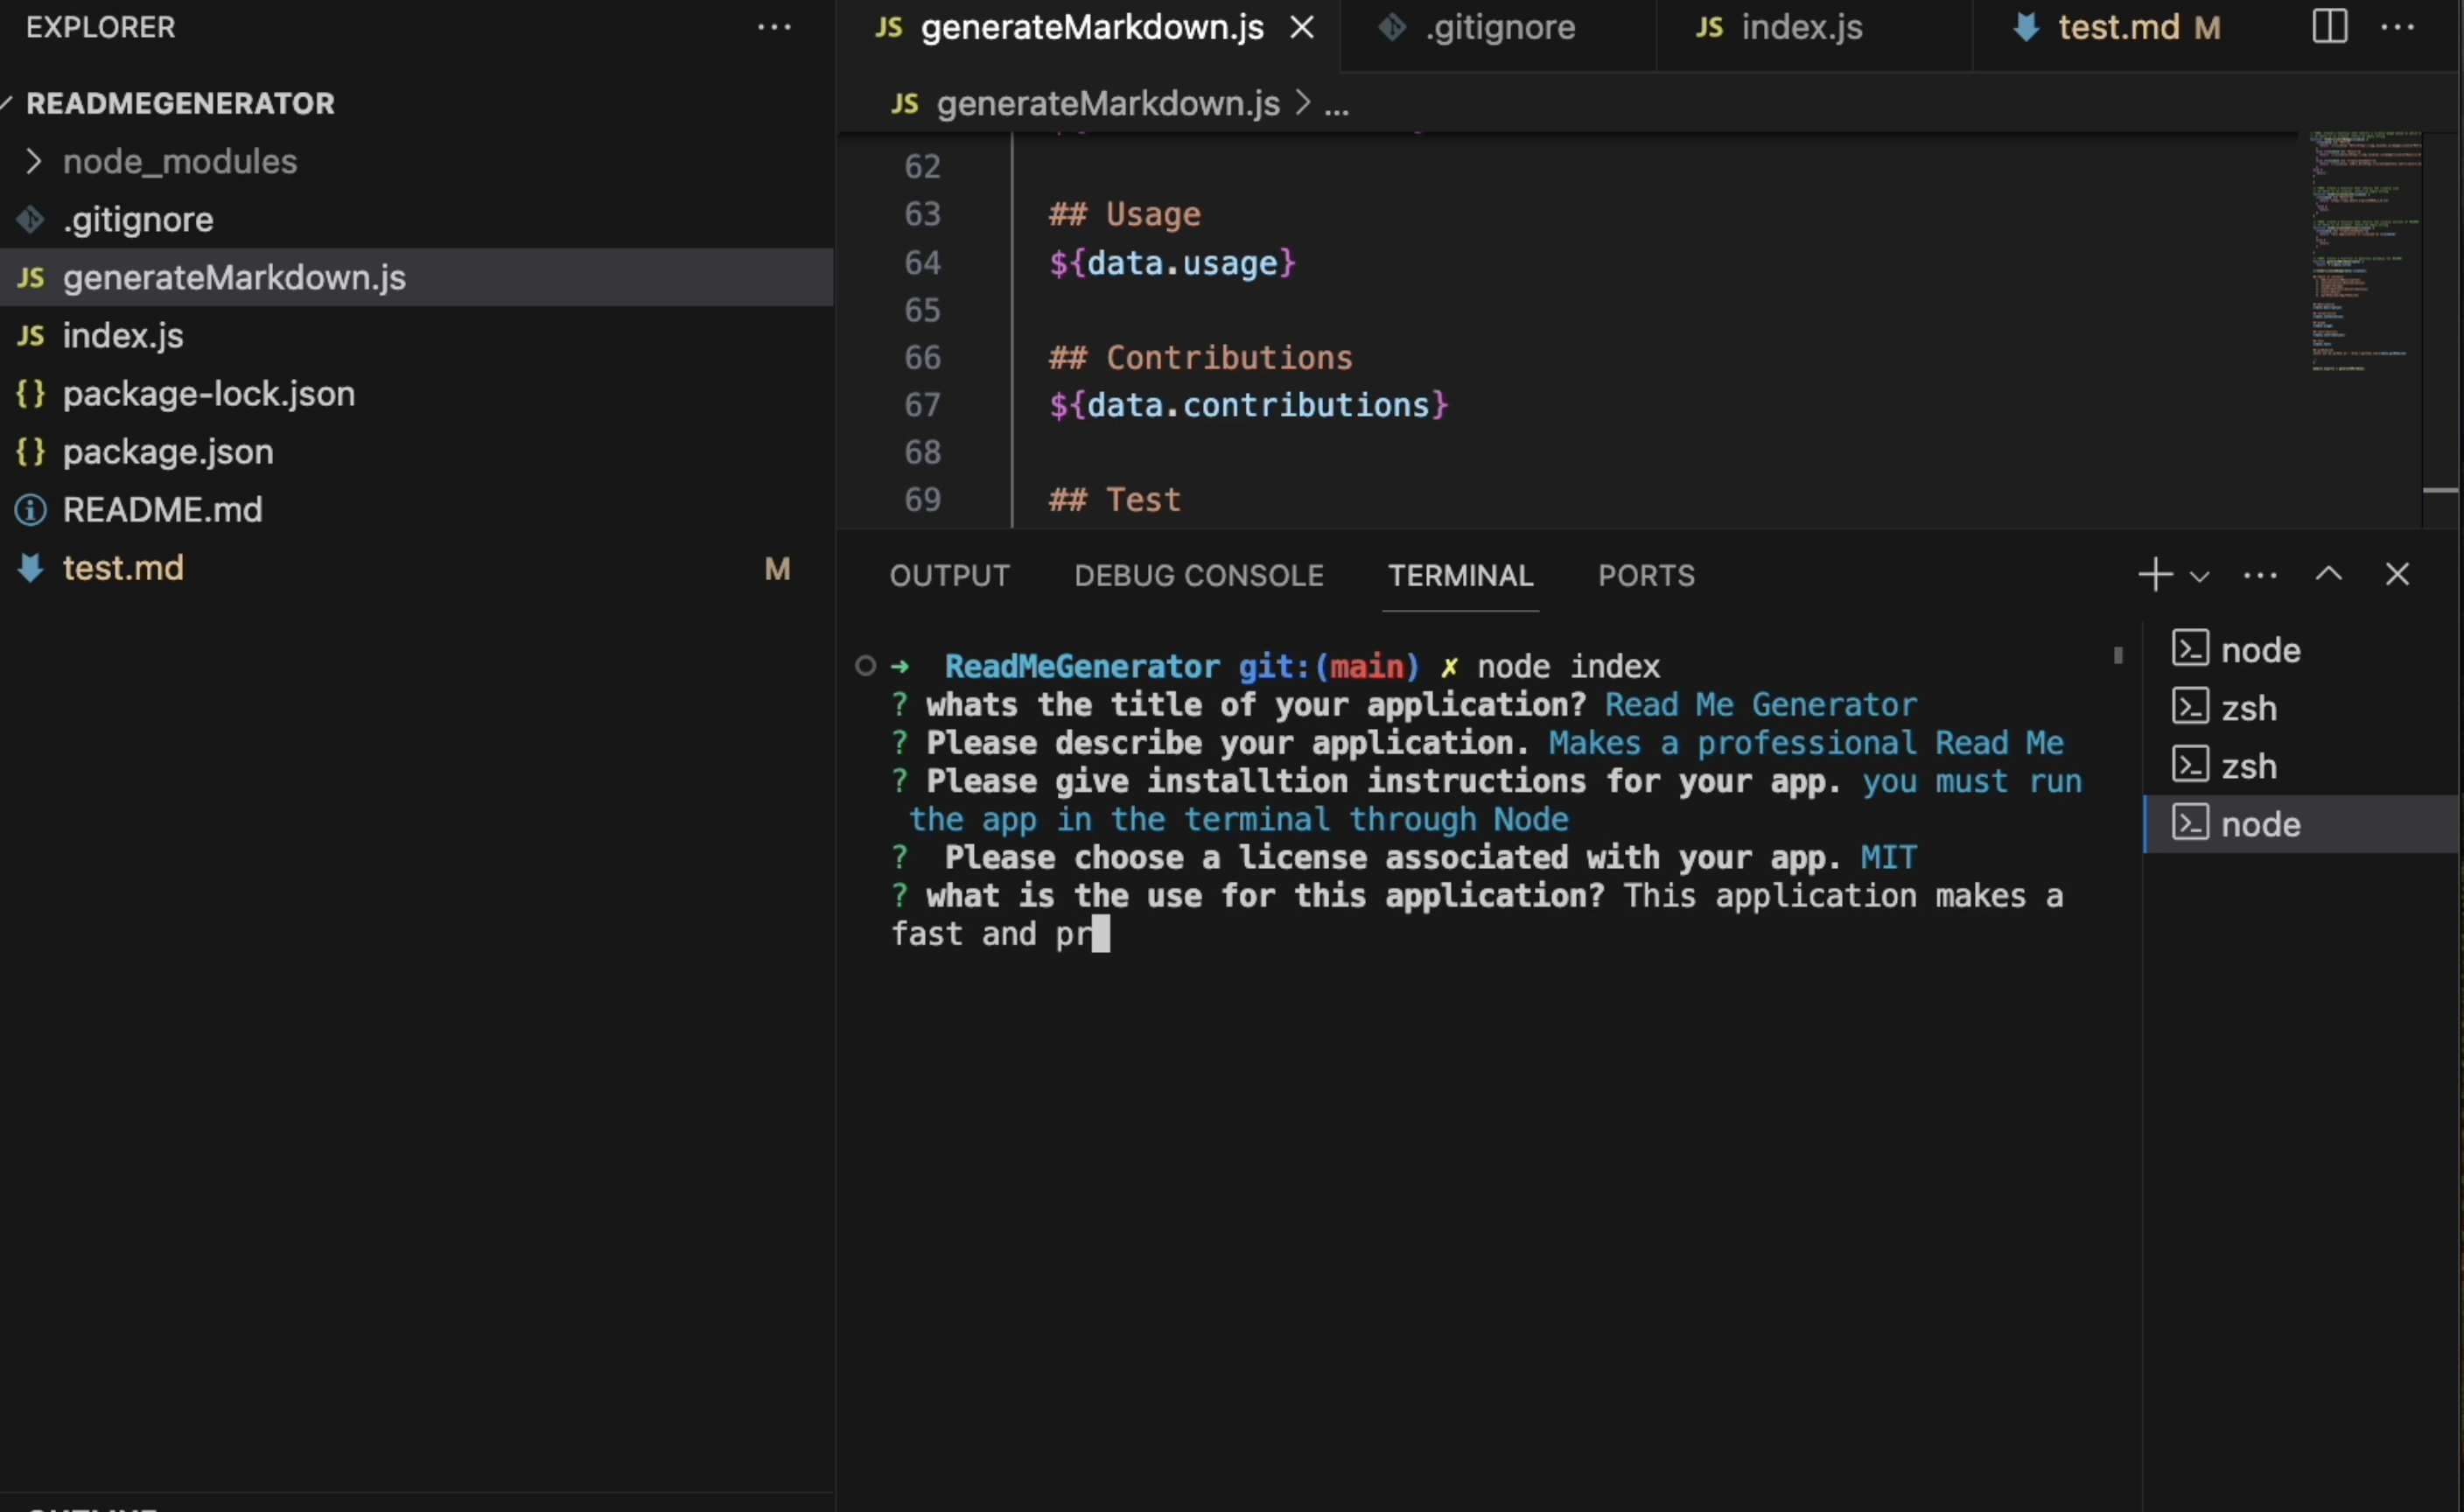 EXPLORER
READMEGENERATOR
node_modules
.gitignore
JS generateMarkdown.js
JS index.js
{} package-lock.json
{} package.json
README.md
test.md M
JS generateMarkdown.js
.gitignore
JS index.js
test.md M
JS generateMarkdown.js > ...
62
63 ## Usage
64 ${data.usage}
65
66 ## Contributions
67 ${data.contributions}
68
69 ## Test
OUTPUT DEBUG CONSOLE TERMINAL PORTS
➜ ReadMeGenerator git:(main) ✗ node index
? whats the title of your application? Read Me Generator
? Please describe your application. Makes a professional Read Me
? Please give installtion instructions for your app. you must run
the app in the terminal through Node
? Please choose a license associated with your app. MIT
? what is the use for this application? This application makes a
fast and pr
node
zsh
zsh
node